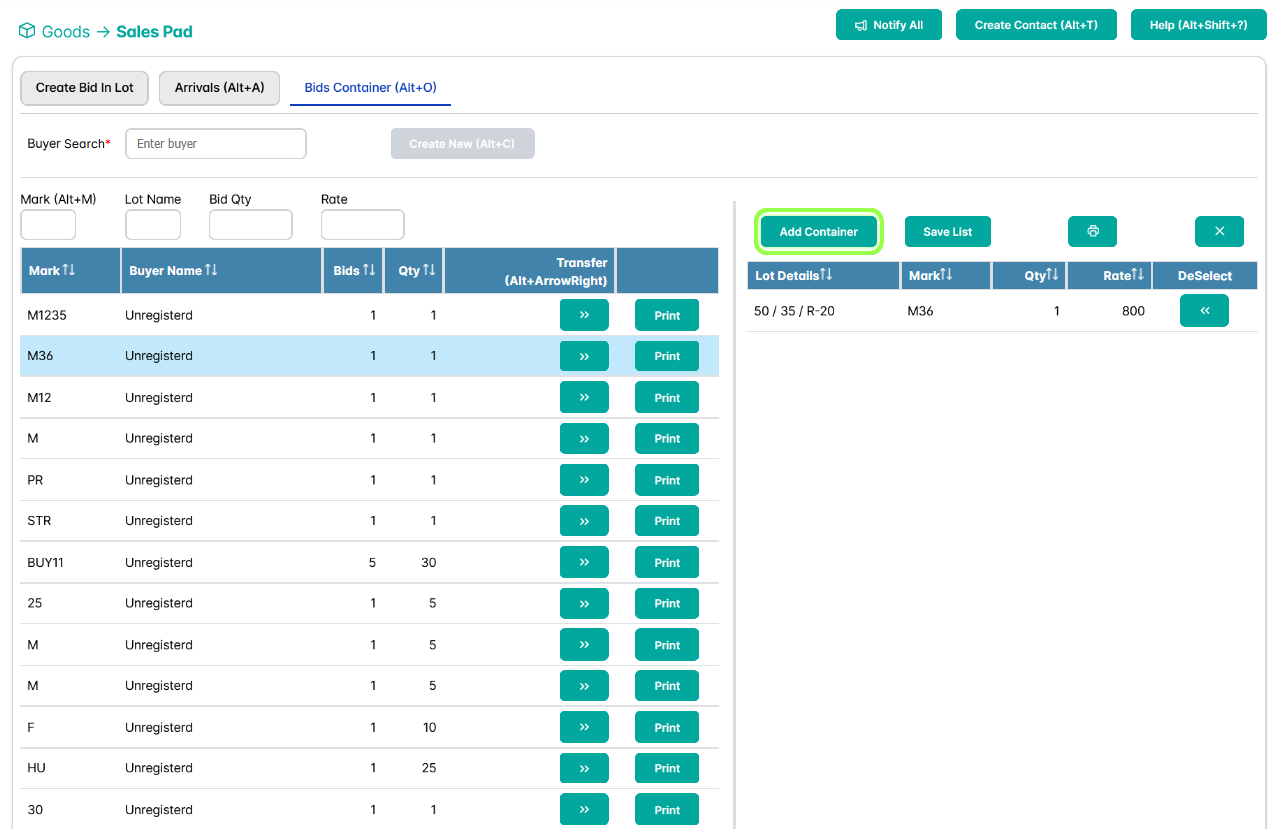 Goods → Sales Pad
Notify All
Create Contact (Alt+T)
Help (Alt+Shift+?)
Create Bid In Lot
Arrivals (Alt+A)
Bids Container (Alt+O)
Buyer Search*
Enter buyer
Create New (Alt+C)
Mark (Alt+M) Lot Name Bid Qty Rate
Mark↑↓ Buyer Name↑↓ Bids↑↓ Qty↑↓ Transfer
(Alt+ArrowRight)
M1235 Unregisterd 1 1 >> Print
M36 Unregisterd 1 1 >> Print
M12 Unregisterd 1 1 >> Print
M Unregisterd 1 1 >> Print
PR Unregisterd 1 1 >> Print
STR Unregisterd 1 1 >> Print
BUY11 Unregisterd 5 30 >> Print
25 Unregisterd 1 5 >> Print
M Unregisterd 1 5 >> Print
M Unregisterd 1 5 >> Print
F Unregisterd 1 10 >> Print
HU Unregisterd 1 25 >> Print
30 Unregisterd 1 1 >> Print
Add Container
Save List
Lot Details↑↓ Mark↑↓ Qty↑↓ Rate↑↓ DeSelect
50 / 35 / R-20 M36 1 800 <<